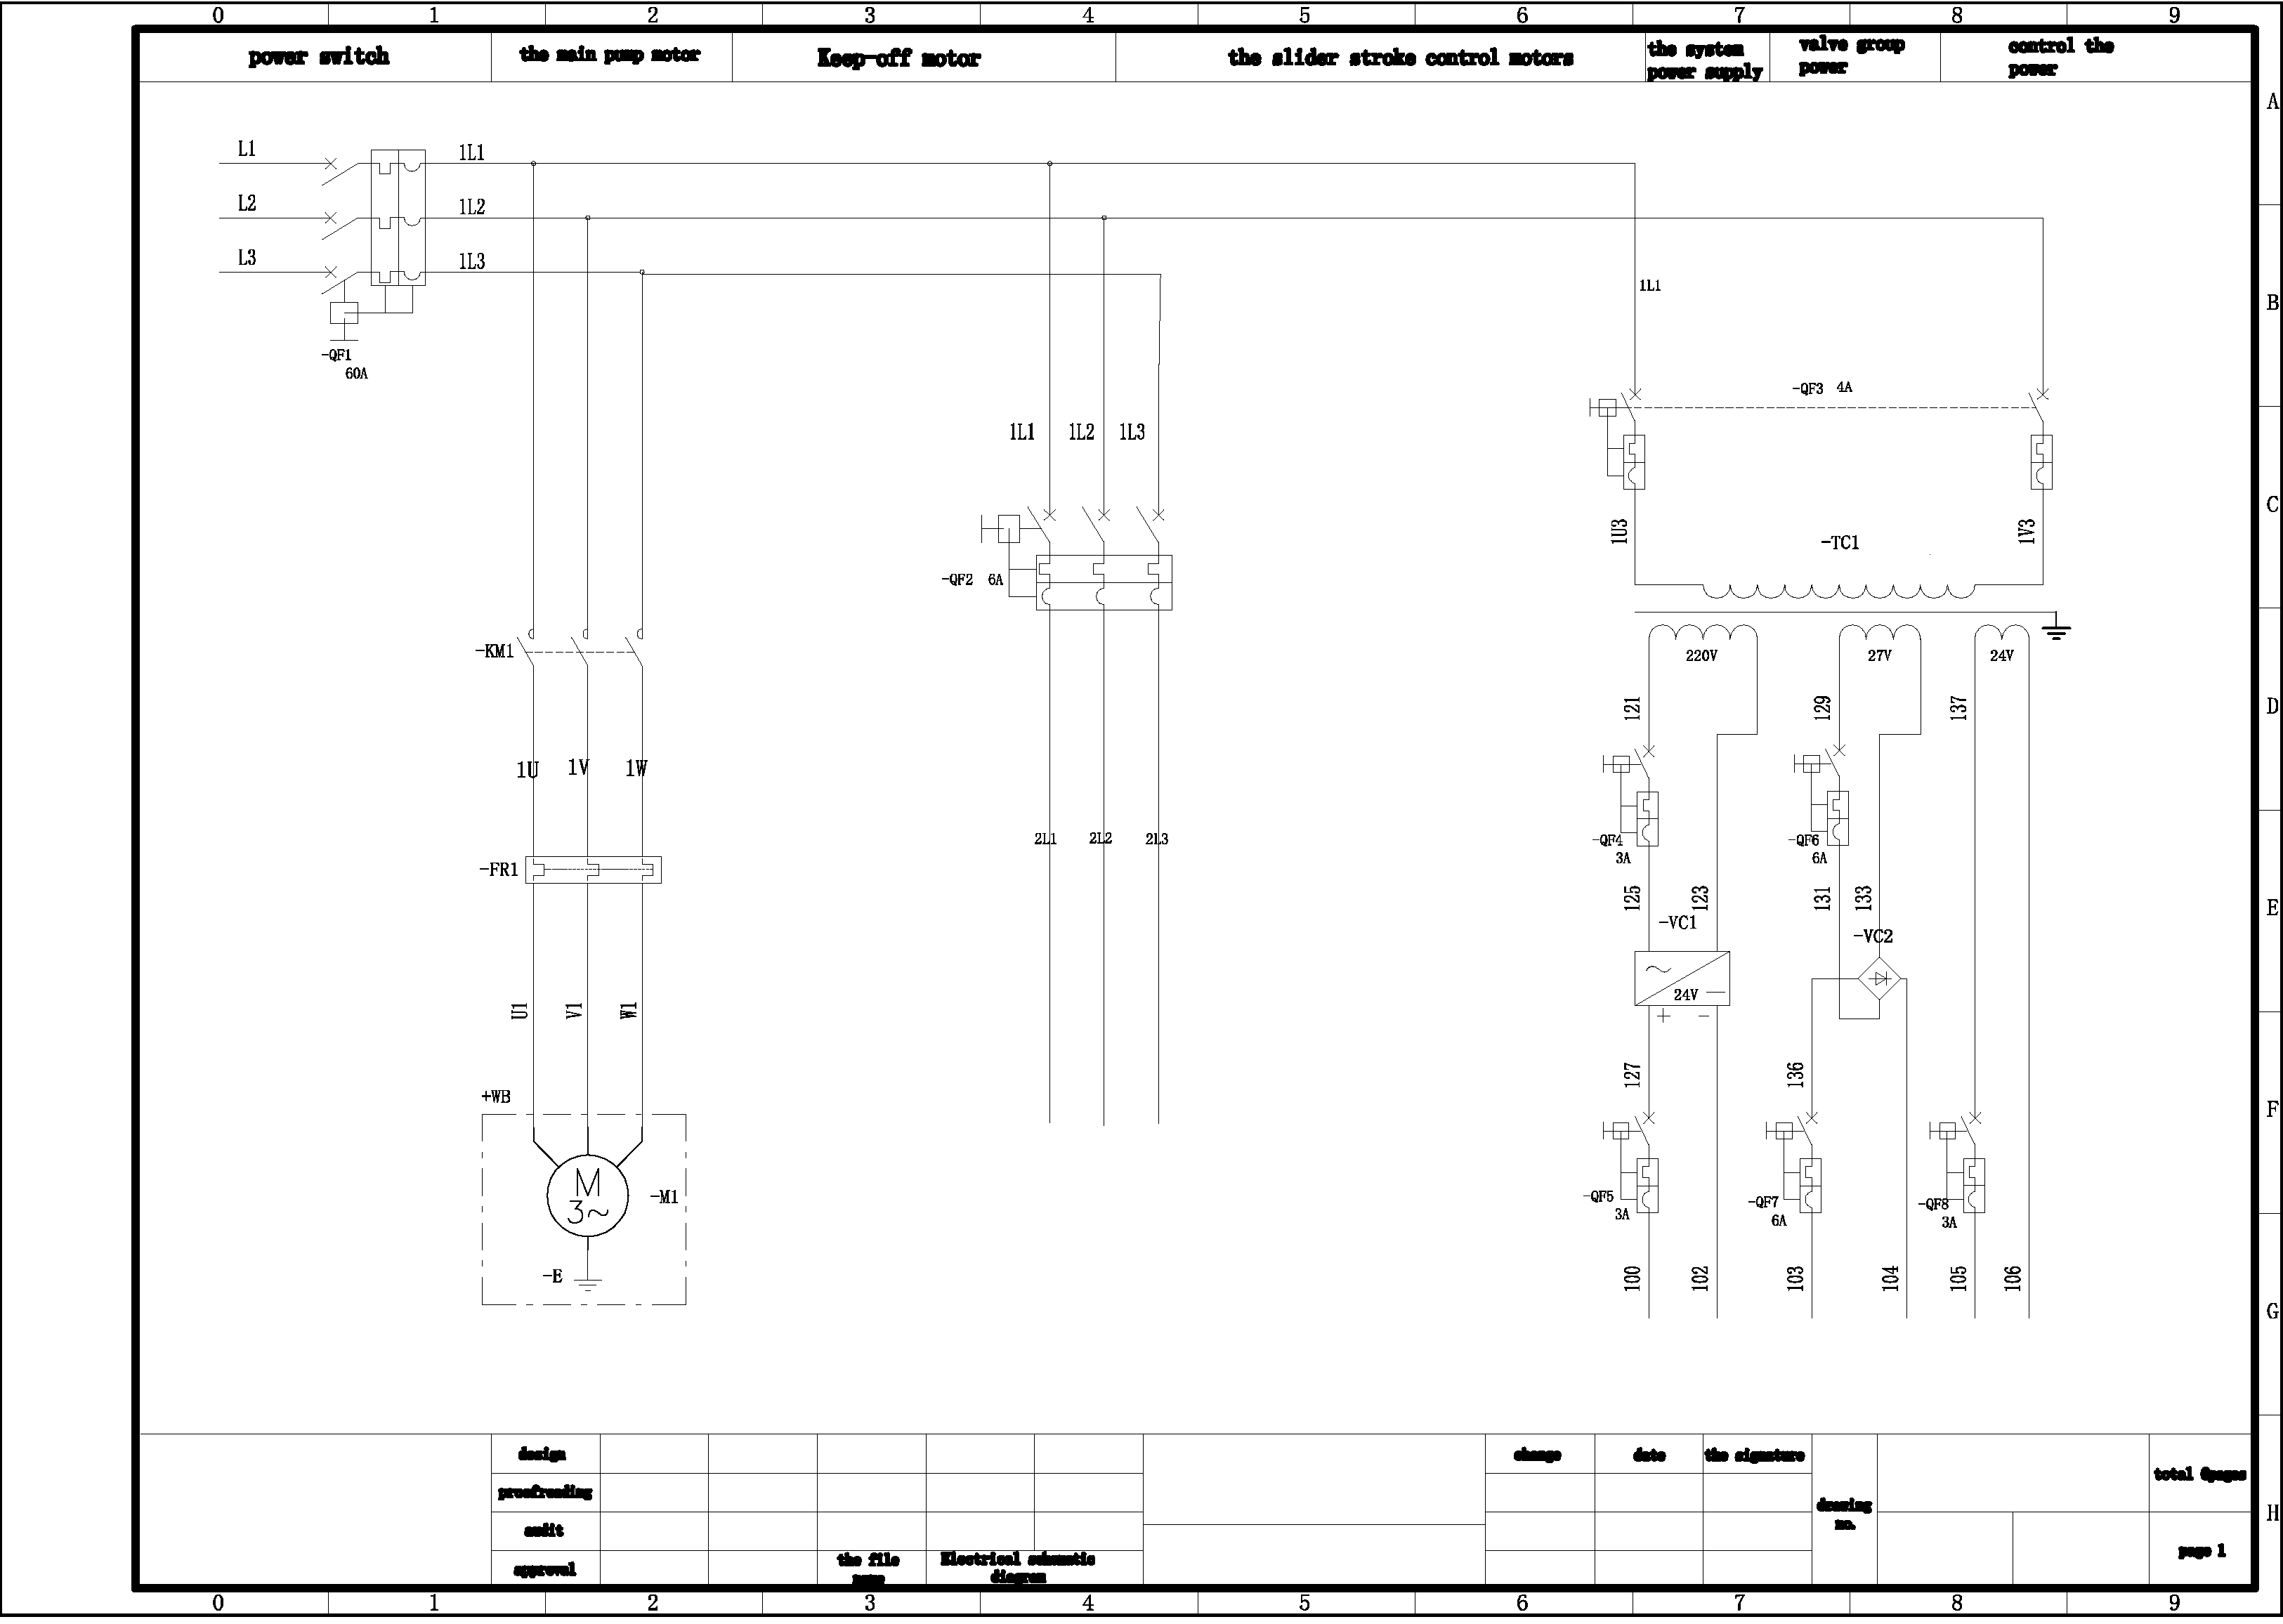 0 1 2 3 4 5 6 7 8 9
power switch
the main pump motor
Keep-off motor
the slider stroke control motors
the system
power supply
valve group
power
control the
power
A
L1
1L1
L2
1L2
L3
1L3
1L1
B
-QF1
60A
-QF3 4A
1L1 1L2 1L3
C
1U3
-TC1
1V3
-QF2 6A
-KM1
220V
27V
24V
121
129
137
D
1U
1V
1W
2L1
2L2
2L3
-QF4
3A
-QF6
6A
-FR1
125
123
131
133
E
-VC1
-VC2
24V
+ -
U1
V1
W1
127
136
+WB
F
M
3~
-M1
-QF5
3A
-QF7
6A
-QF8
3A
-E
100
102
103
104
105
106
G
design
proofreading
audit
approval
the file
name
Electrical schematic
diagram
change
date
the signature
drawing
no.
total 6pages
page 1
H
0 1 2 3 4 5 6 7 8 9